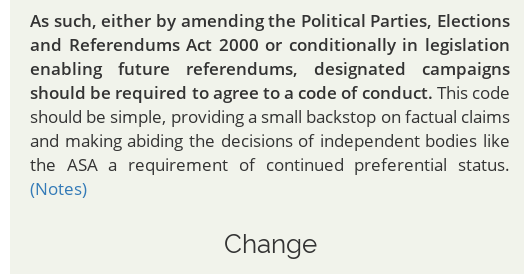 As such, either by amending the Political Parties, Elections
and Referendums Act 2000 or conditionally in legislation
enabling future referendums, designated campaigns
should be required to agree to a code of conduct. This code
should be simple, providing a small backstop on factual claims
and making abiding the decisions of independent bodies like
the ASA a requirement of continued preferential status.
(Notes)
Change